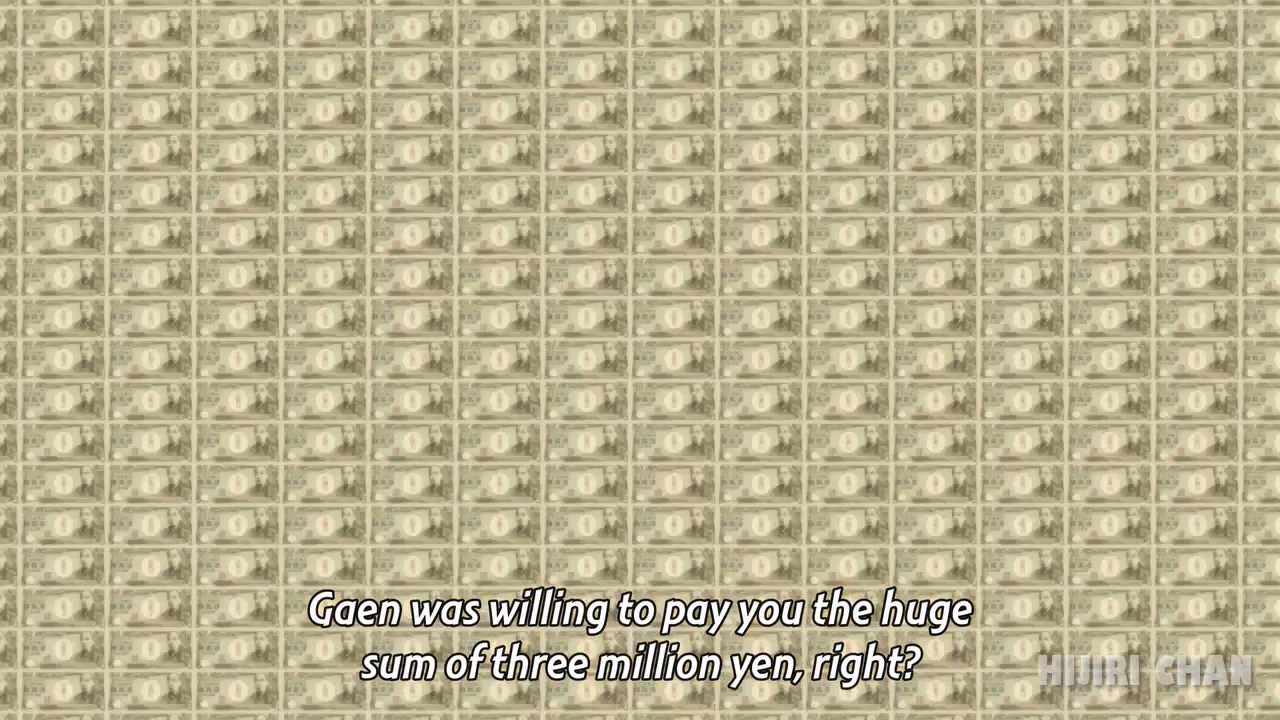 Gaen was willing to pay you the huge
sum of three million yen, right?
HIJIRI CHAN